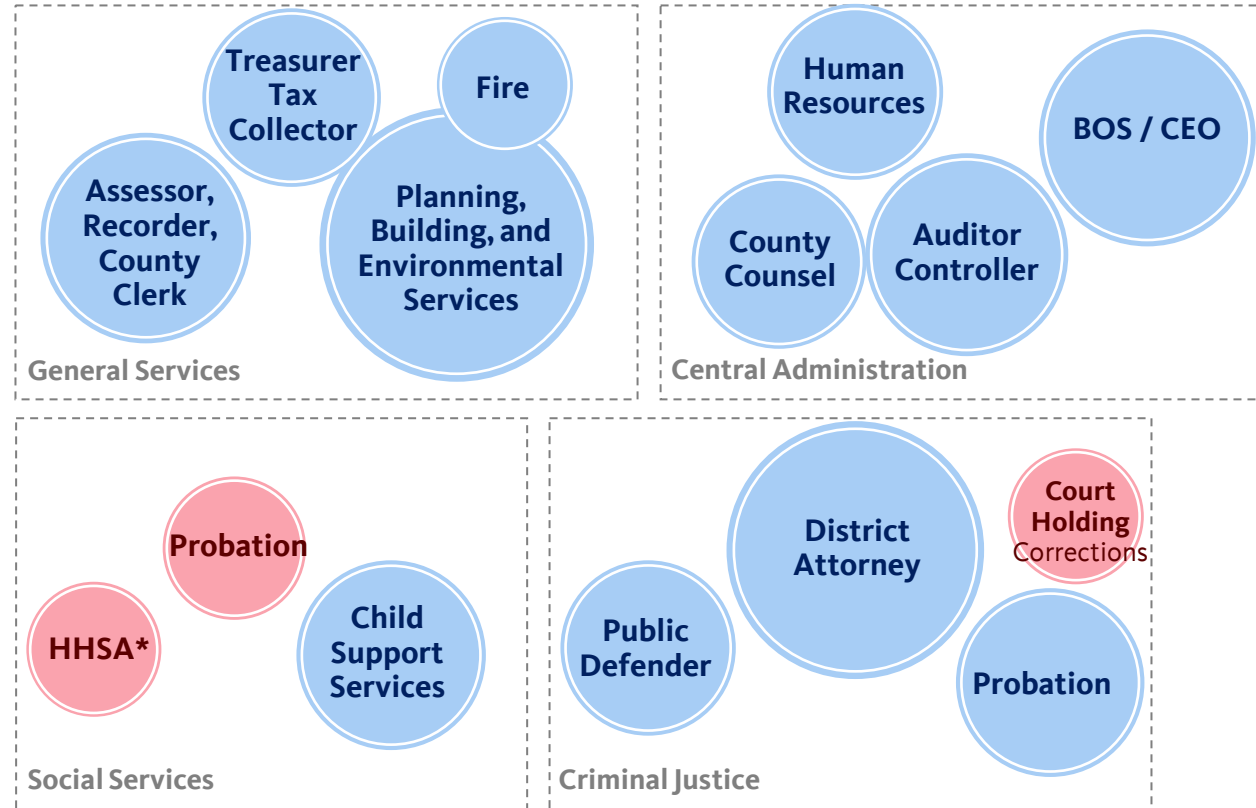 Treasurer
Tax
Collector
Fire
Assessor,
Recorder,
County
Clerk
Planning,
Building, and
Environmental
Services
General Services
Human
Resources
BOS / CEO
County
Counsel
Auditor
Controller
Central Administration
Probation
HHSA*
Child
Support
Services
Social Services
District
Attorney
Court
Holding
Corrections
Public
Defender
Probation
Criminal Justice